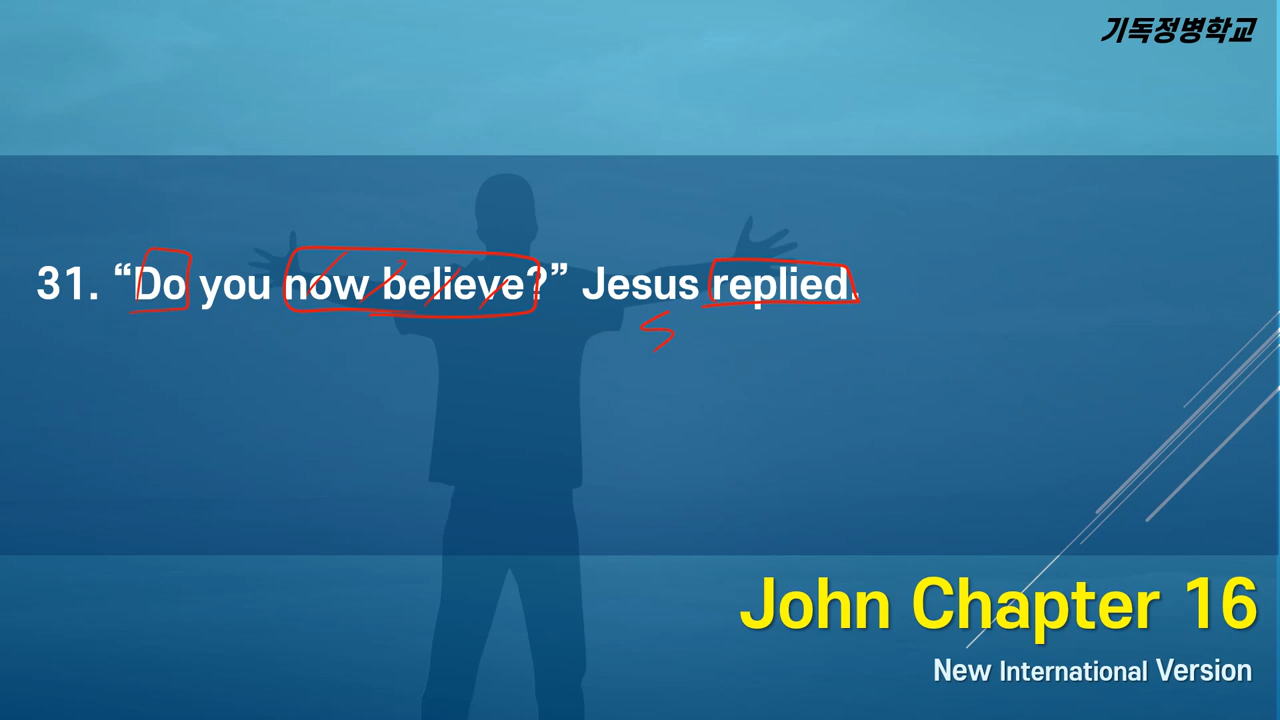 기독정병학교
31. “Do you now believe?” Jesus replied.
S
John Chapter 16
New International Version